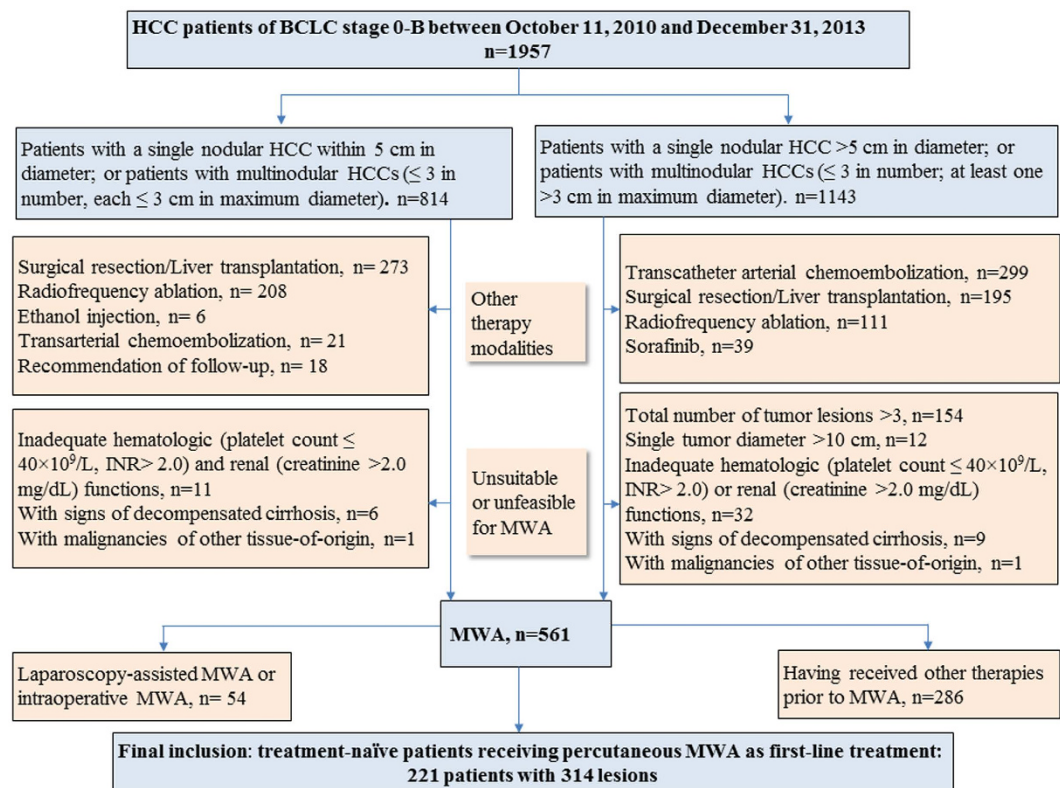 HCC patients of BCLC stage 0-B between October 11, 2010 and December 31, 2013
n=1957
Patients with a single nodular HCC within 5 cm in
diameter; or patients with multinodular HCCs (≤ 3 in
number, each ≤ 3 cm in maximum diameter). n=814
Patients with a single nodular HCC >5 cm in diameter; or
patients with multinodular HCCs (≤ 3 in number; at least one
>3 cm in maximum diameter). n=1143
Surgical resection/Liver transplantation, n= 273
Radiofrequency ablation, n= 208
Ethanol injection, n= 6
Transarterial chemoembolization, n= 21
Recommendation of follow-up, n= 18
Other
therapy
modalities
Transcatheter arterial chemoembolization, n=299
Surgical resection/Liver transplantation, n=195
Radiofrequency ablation, n=111
Sorafinib, n=39
Inadequate hematologic (platelet count ≤
40×10⁹/L, INR> 2.0) and renal (creatinine >2.0
mg/dL) functions, n=11
With signs of decompensated cirrhosis, n=6
With malignancies of other tissue-of-origin, n=1
Unsuitable
or unfeasible
for MWA
Total number of tumor lesions >3, n=154
Single tumor diameter >10 cm, n=12
Inadequate hematologic (platelet count ≤ 40×10⁹/L,
INR> 2.0) or renal (creatinine >2.0 mg/dL)
functions, n=32
With signs of decompensated cirrhosis, n=9
With malignancies of other tissue-of-origin, n=1
MWA, n=561
Laparoscopy-assisted MWA or
intraoperative MWA, n= 54
Having received other therapies
prior to MWA, n=286
Final inclusion: treatment-naïve patients receiving percutaneous MWA as first-line treatment:
221 patients with 314 lesions